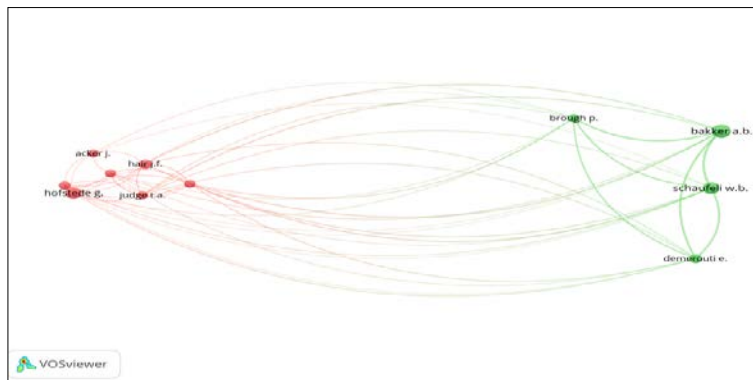 brough p.
bakker a.b.
acker j.
hair j.f.
hofstede g.
judge t.a.
schaufeli w.b.
demerouti e.
VOSviewer